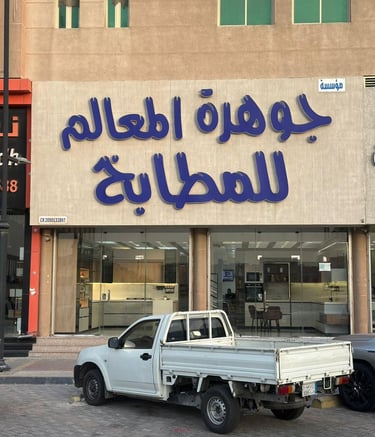 مؤسسة
جوهرة المعالم
للمطابخ